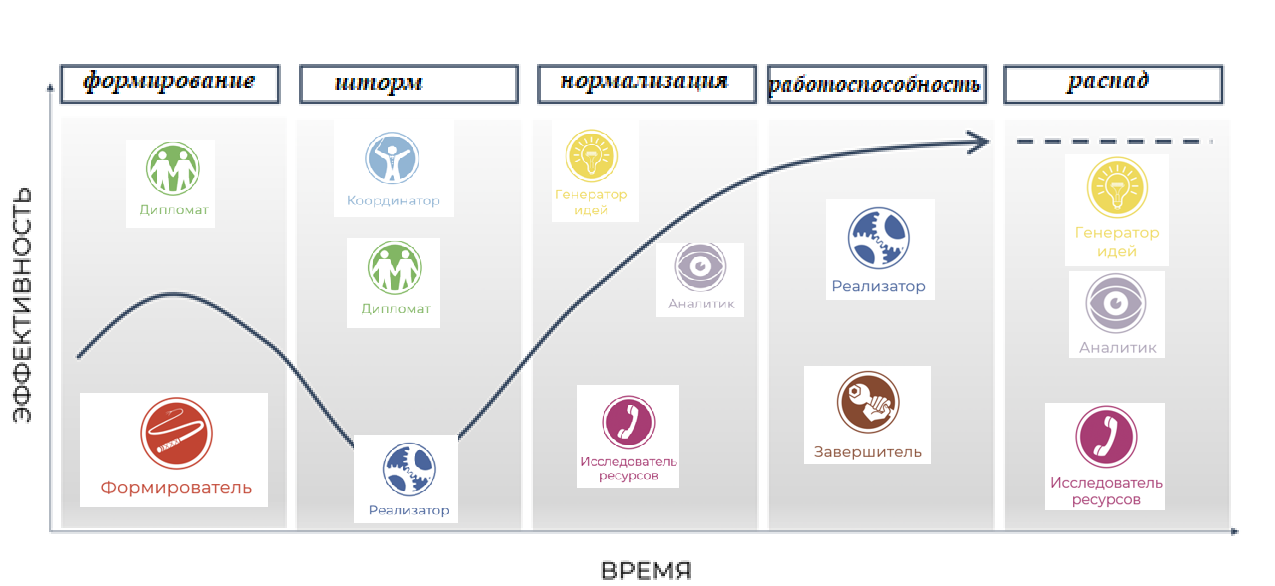 формирование
шторм
нормализация
работоспособность
распад
ЭФФЕКТИВНОСТЬ
Дипломат
Формирователь
Координатор
Дипломат
Реализатор
Генератор
идей
Аналитик
Исследователь
ресурсов
Реализатор
Завершитель
Генератор
идей
Аналитик
Исследователь
ресурсов
ВРЕМЯ